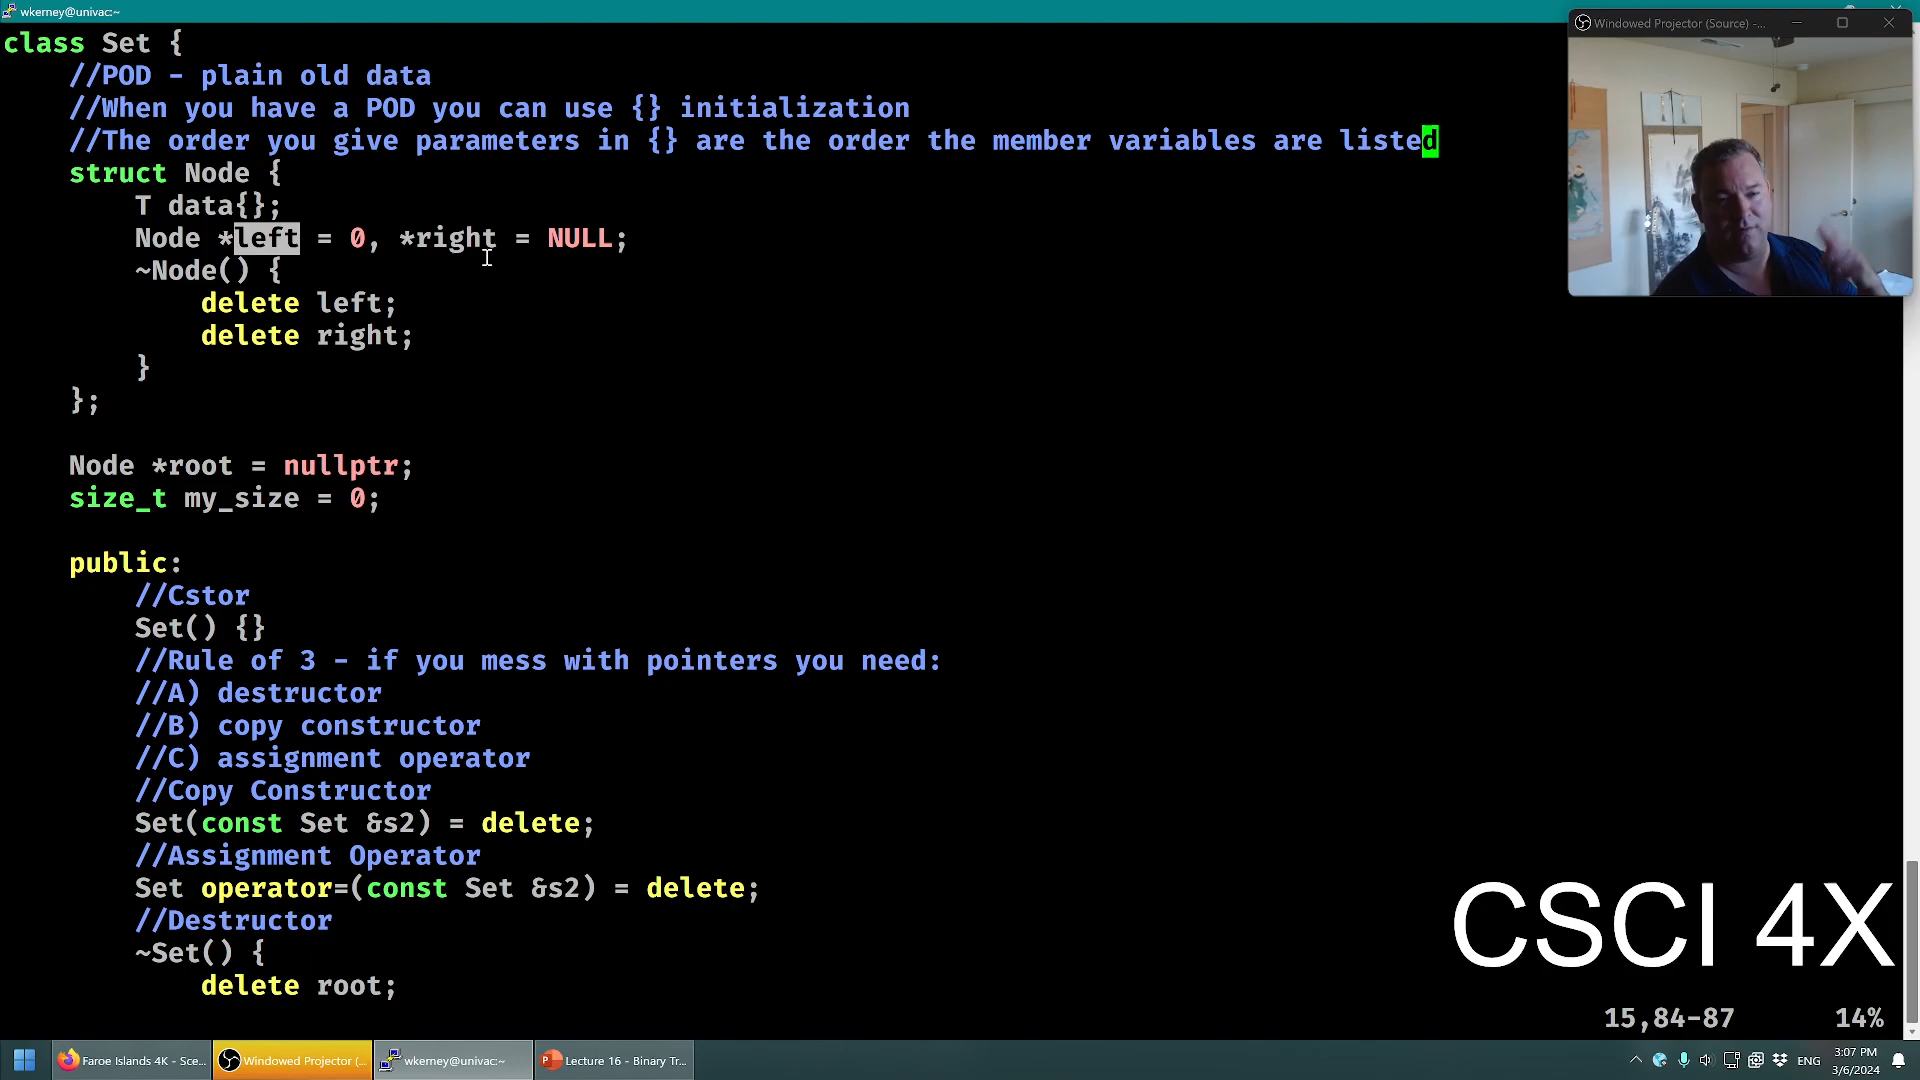 wkerney@univac:~
Windowed Projector (Source) -...
class Set {
//POD - plain old data
//When you have a POD you can use {} initialization
//The order you give parameters in {} are the order the member variables are listed
struct Node {
T data{};
Node *left = 0, *right = NULL;
~Node() {
delete left;
delete right;
}
};
Node *root = nullptr;
size_t my_size = 0;
public:
//Cstor
Set() {}
//Rule of 3 - if you mess with pointers you need:
//A) destructor
//B) copy constructor
//C) assignment operator
//Copy Constructor
Set(const Set &s2) = delete;
//Assignment Operator
Set operator=(const Set &s2) = delete;
//Destructor
~Set() {
delete root;
CSCI 4X
15,84-87 14%
Faroe Islands 4K - Sce...
Windowed Projector (...
wkerney@univac:~
Lecture 16 - Binary Tr...
ENG
3:07 PM
3/6/2024